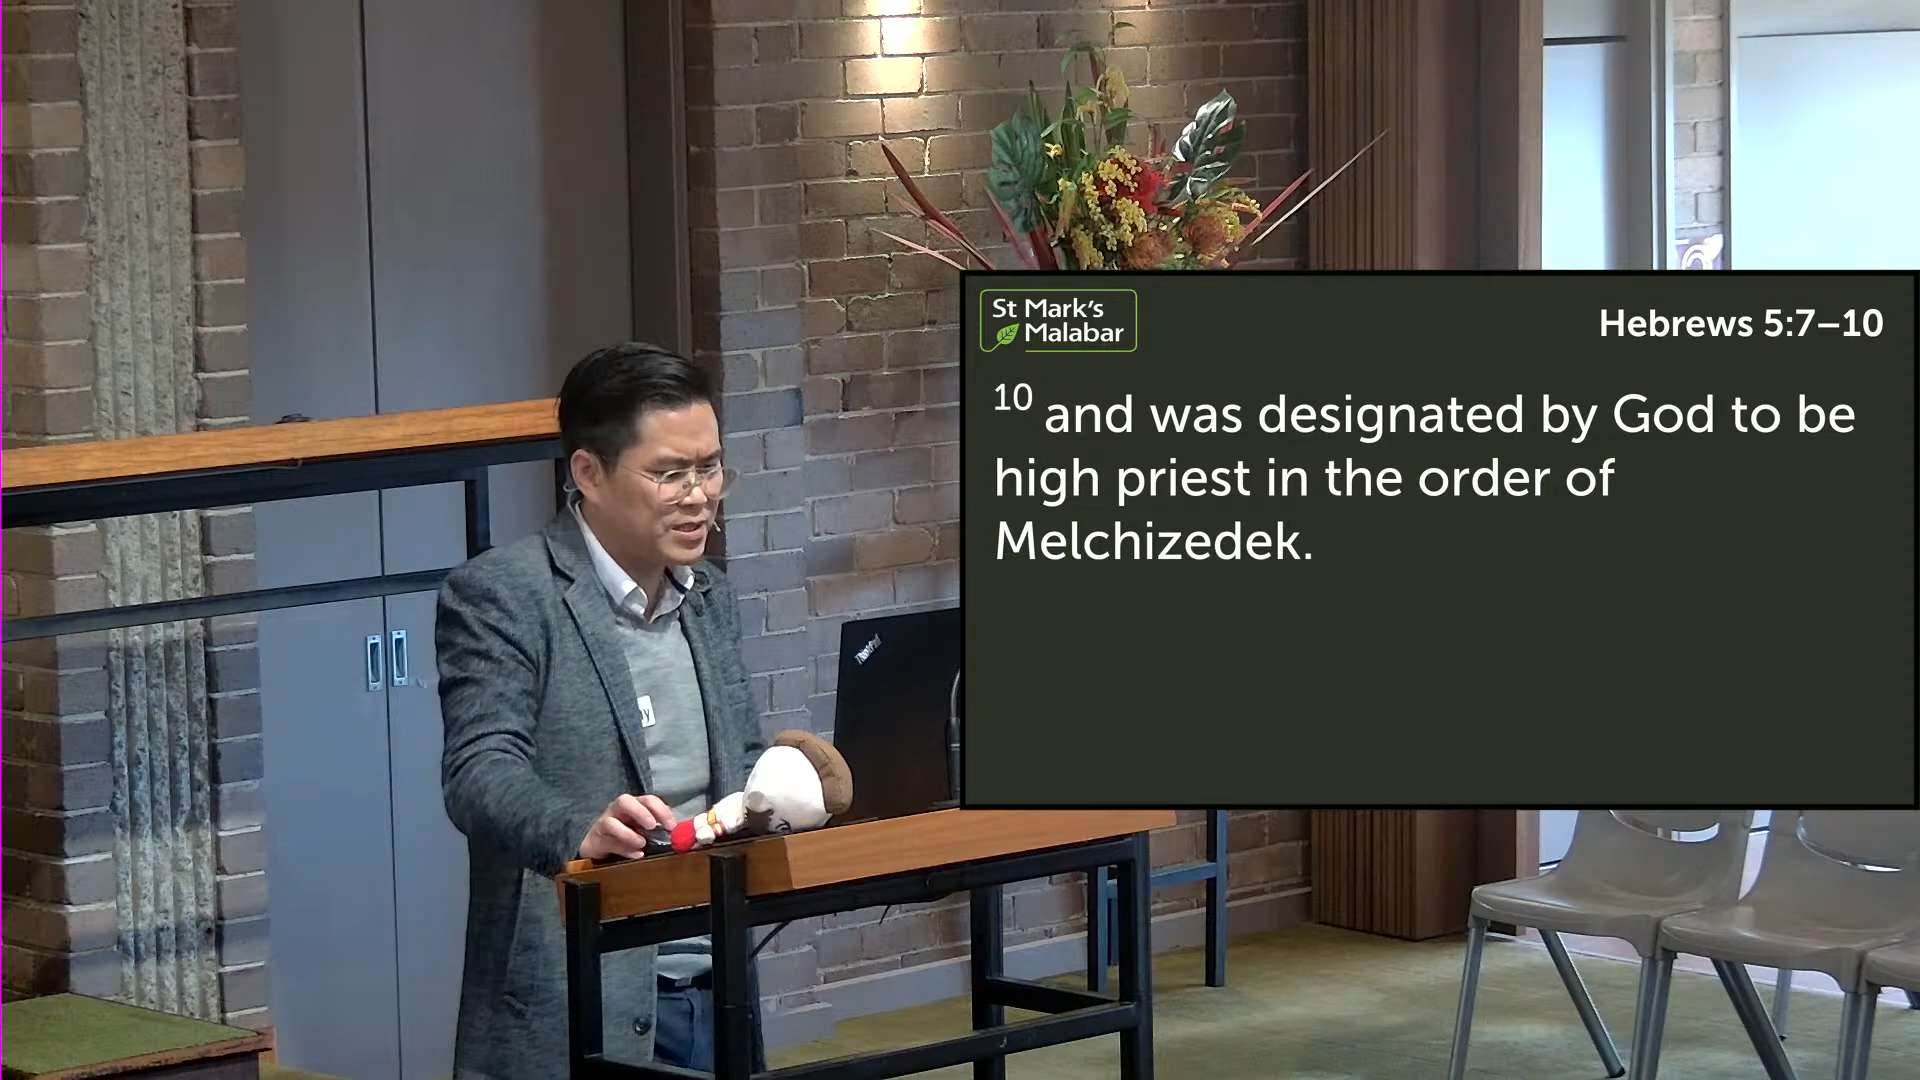 St Mark's
Malabar
Hebrews 5:7–10
10 and was designated by God to be
high priest in the order of
Melchizedek.
ThinkPad